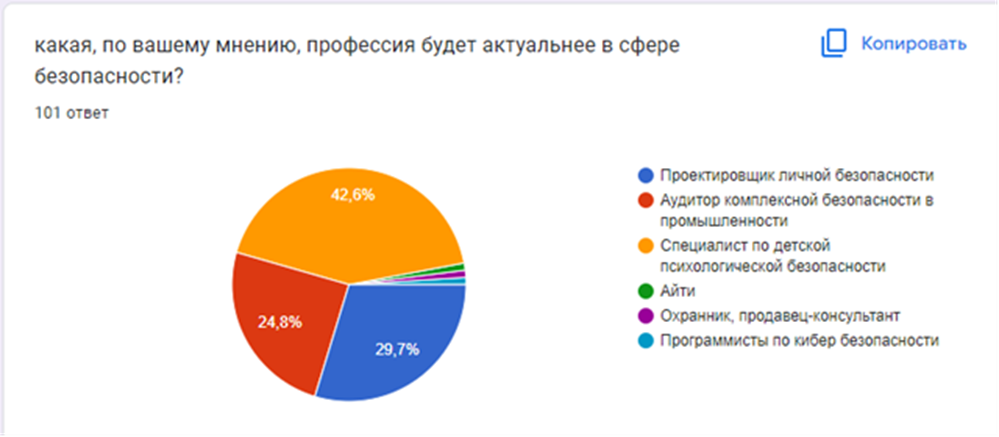 какая, по вашему мнению, профессия будет актуальнее в сфере
безопасности?
Копировать
101 ответ
42,6%
24,8%
29,7%
Проектировщик личной безопасности
Аудитор комплексной безопасности в
промышленности
Специалист по детской
психологической безопасности
Айти
Охранник, продавец-консультант
Программисты по кибер безопасности